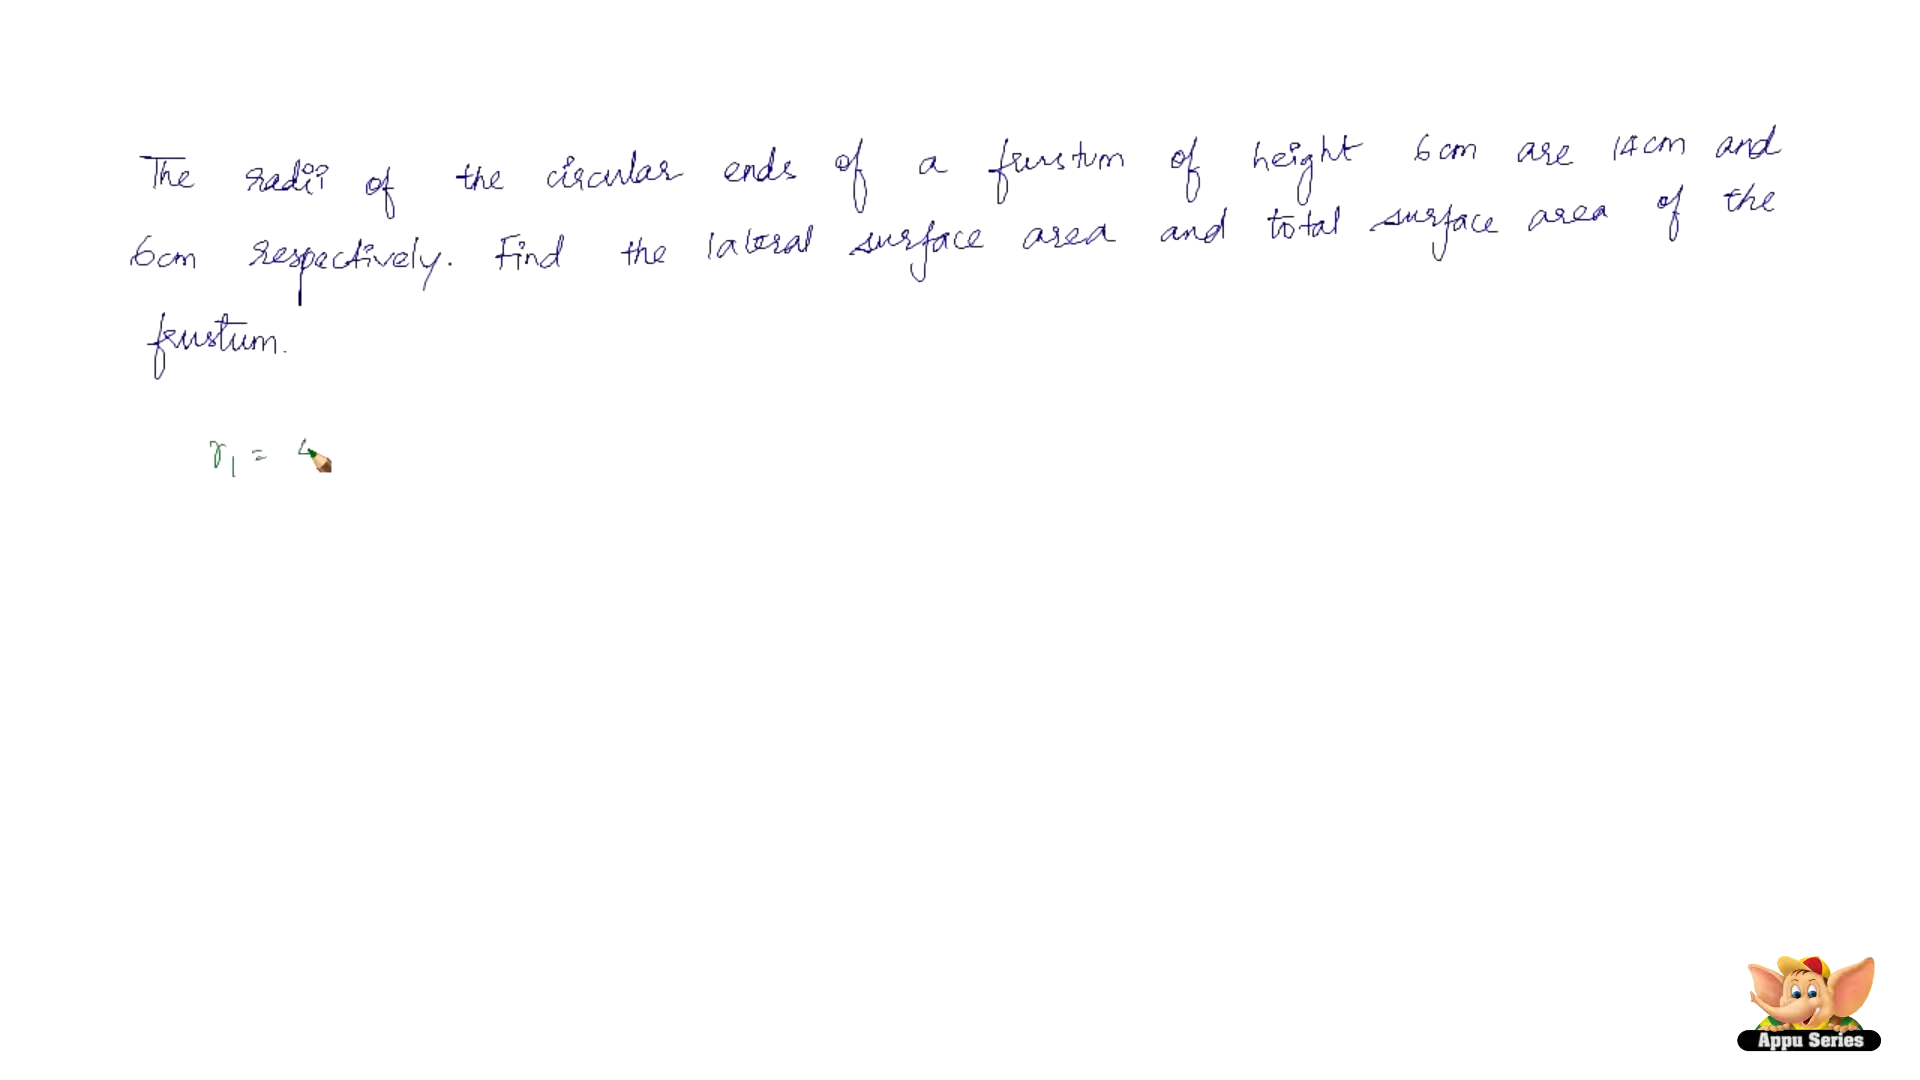 The radii of the circular ends of a frustum of height 6cm are 14cm and
6cm respectively. Find the lateral surface area and total surface area of the
frustum.
r₁ =
Appu Series